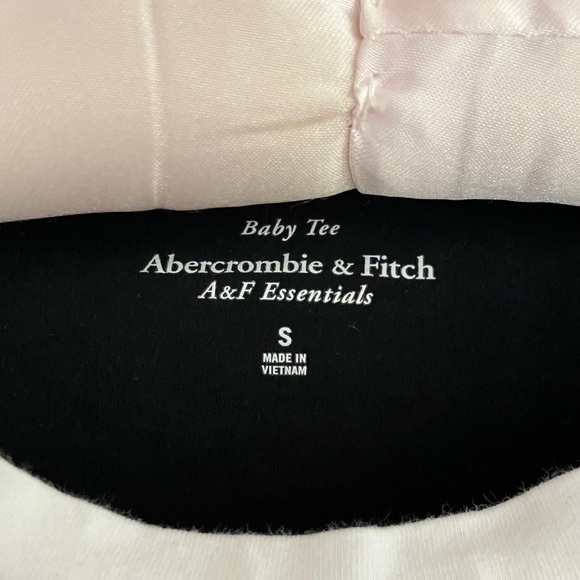 Baby Tee
Abercrombie & Fitch
A&F Essentials
S
MADE IN
VIETNAM